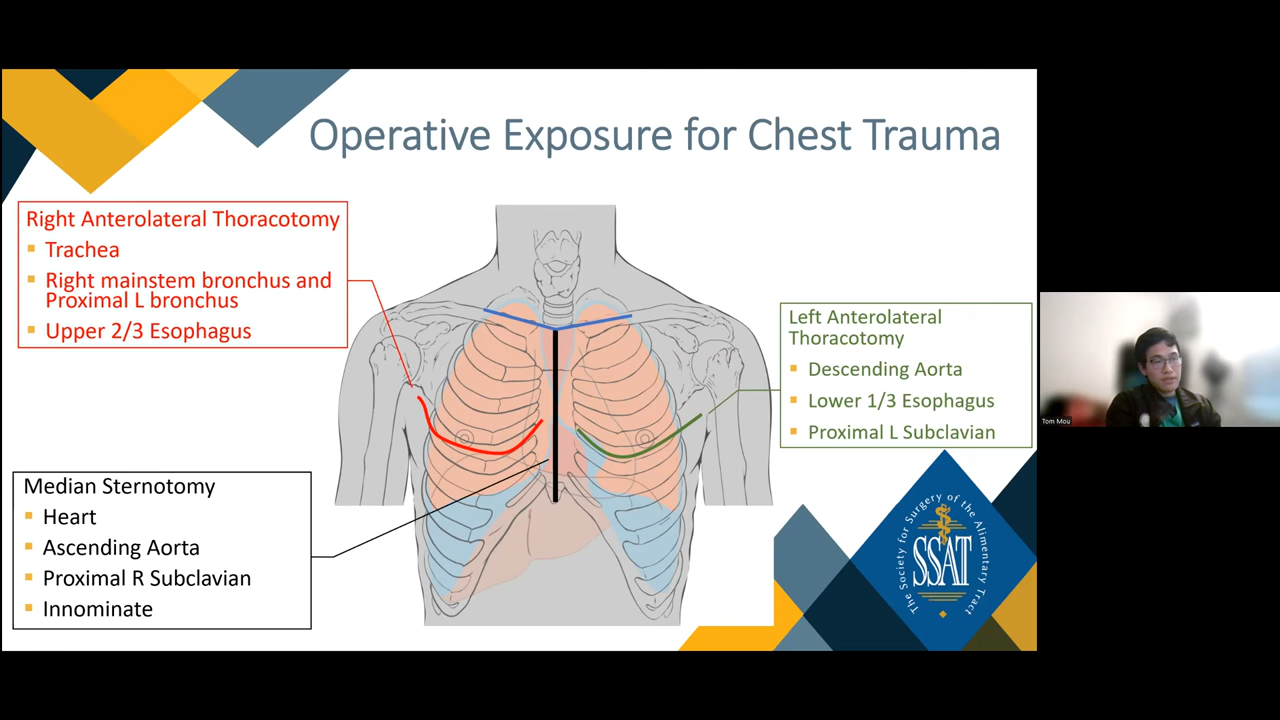 Operative Exposure for Chest Trauma
Right Anterolateral Thoracotomy
Trachea
Right mainstem bronchus and
Proximal L bronchus
Upper 2/3 Esophagus
Left Anterolateral
Thoracotomy
Descending Aorta
Lower 1/3 Esophagus
Proximal L Subclavian
Median Sternotomy
Heart
Ascending Aorta
Proximal R Subclavian
Innominate
The Society for Surgery of the Alimentary Tract
SSAT
Tom Mou